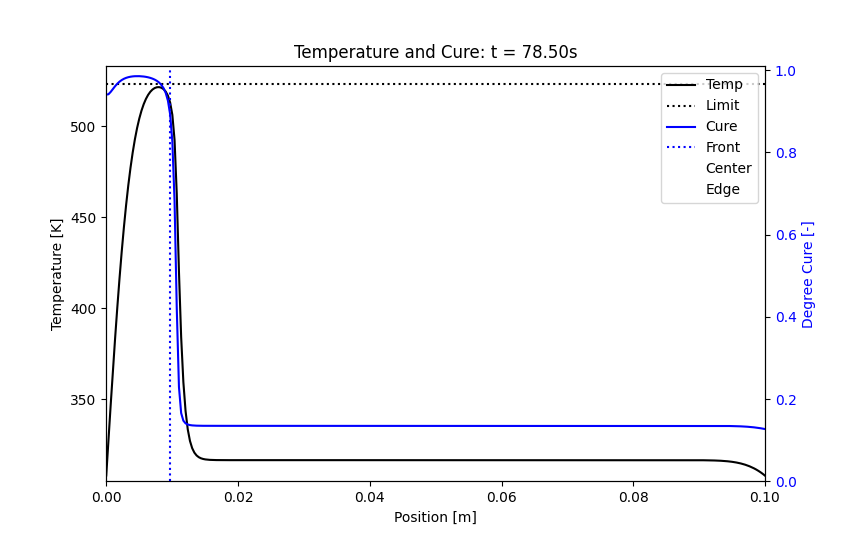 Temperature and Cure: t = 78.50s
Temp
Limit
Cure
Front
Center
Edge
Temperature [K]
500
450
400
350
Degree Cure [-]
1.0
0.8
0.6
0.4
0.2
0.0
0.00 0.02 0.04 0.06 0.08 0.10
Position [m]